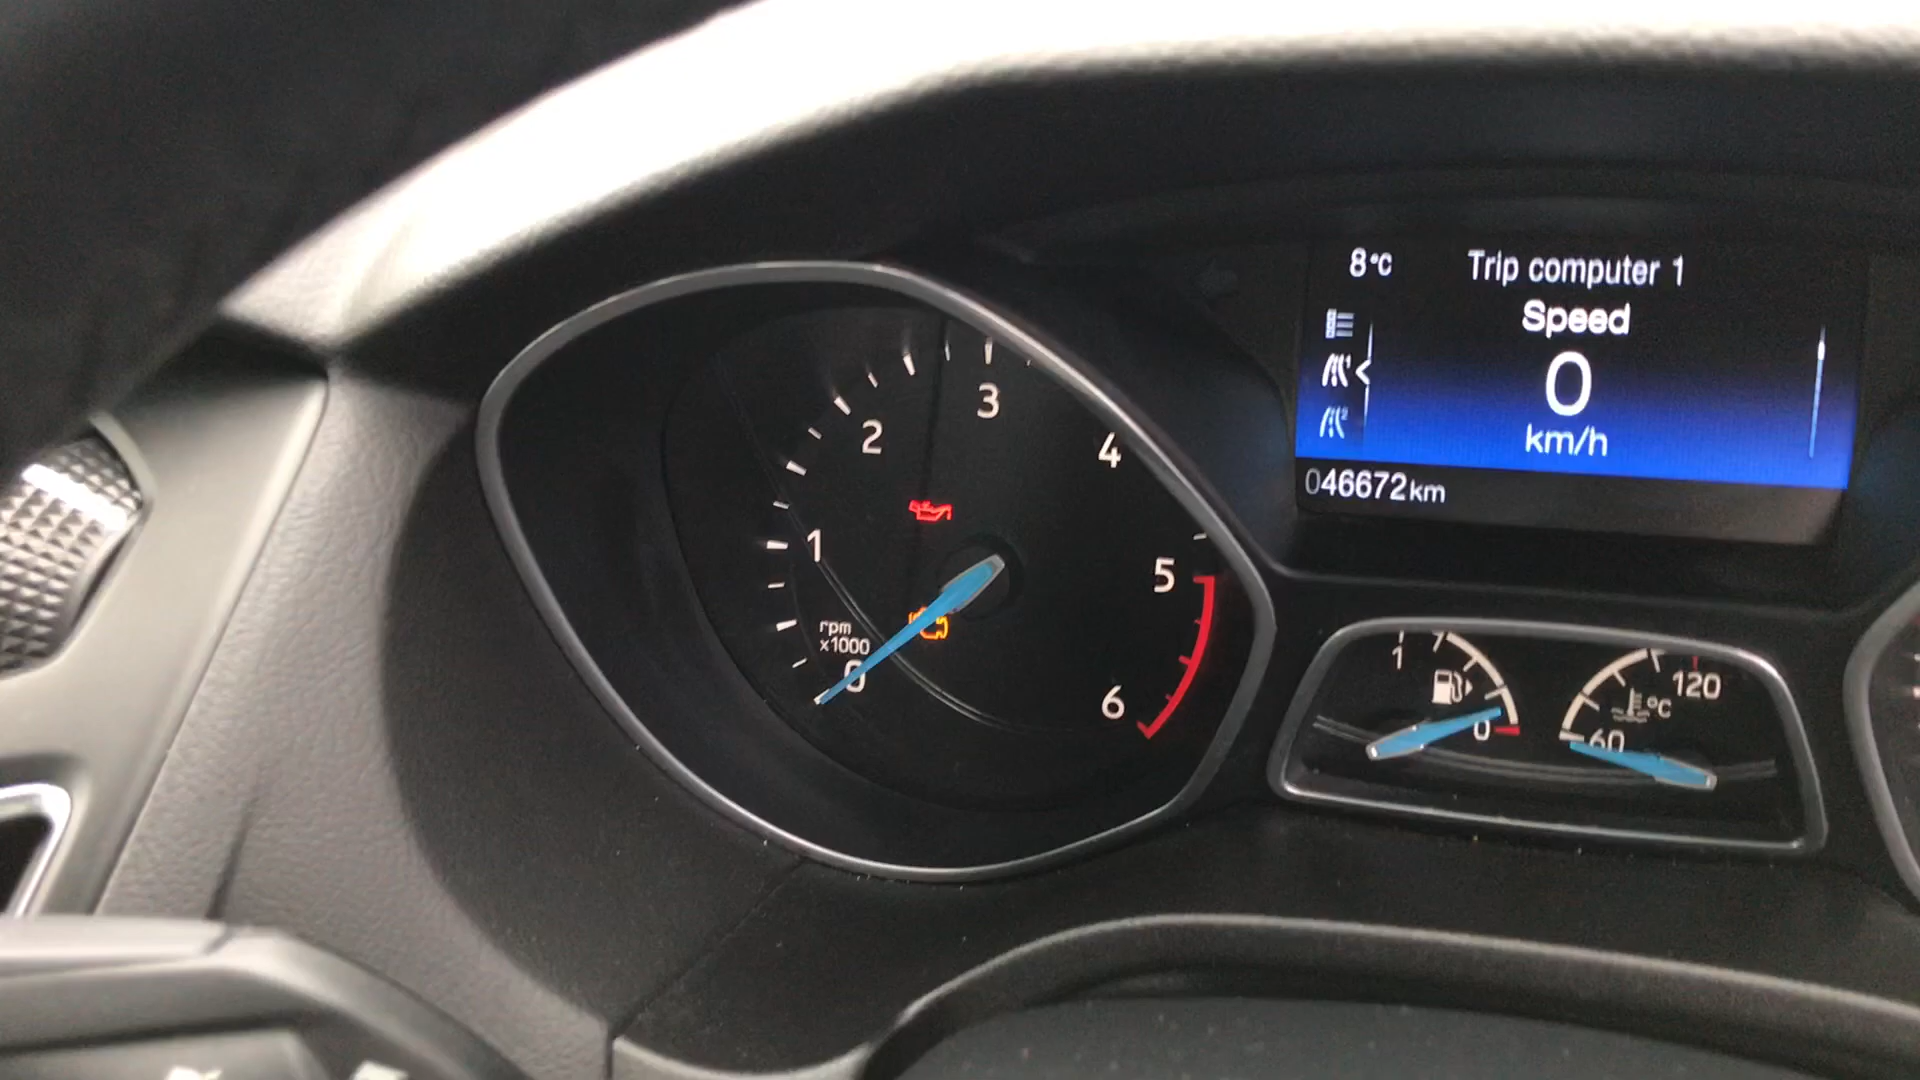 8°C Trip computer 1
Speed
0
km/h
046672km
0
1
2
3
4
5
6
rpm
x1000
1
0
°C
60
120